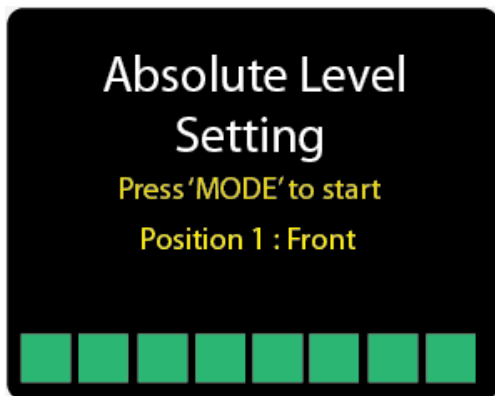 Absolute Level
Setting
Press 'MODE' to start
Position 1 : Front